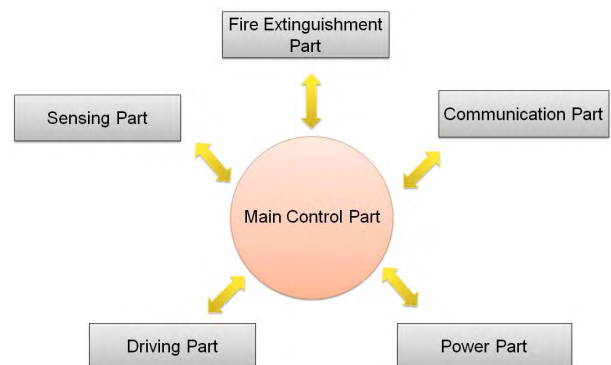 Fire Extinguishment
Part
Sensing Part
Communication Part
Main Control Part
Driving Part
Power Part